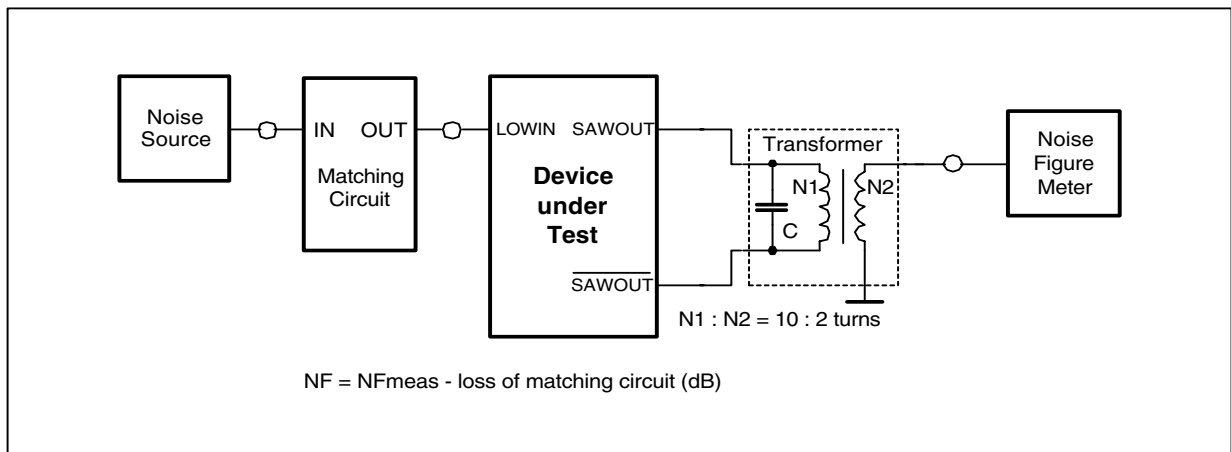 Noise
Source
IN OUT
Matching
Circuit
LOWIN SAWOUT
Device
under
Test
SAWOUT
Transformer
N1 N2
C
N1 : N2 = 10 : 2 turns
Noise
Figure
Meter
NF = NFmeas - loss of matching circuit (dB)